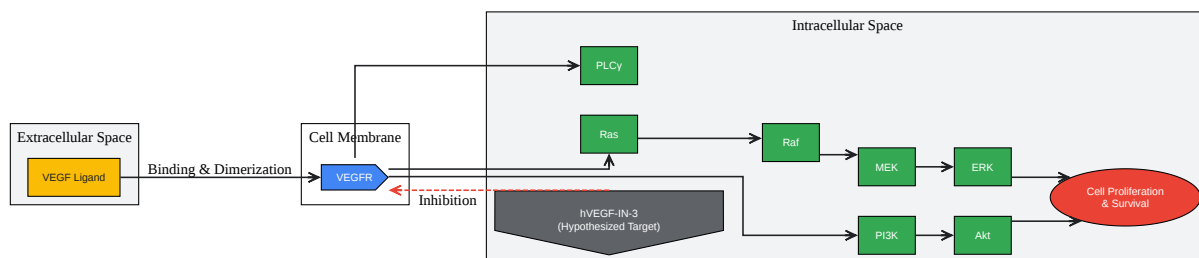 Intracellular Space
PLCγ
Extracellular Space
VEGF Ligand
Binding & Dimerization
Cell Membrane
VEGFR
Ras
Raf
MEK
ERK
Inhibition
hVEGF-IN-3
(Hypothesized Target)
PI3K
Akt
Cell Proliferation
& Survival